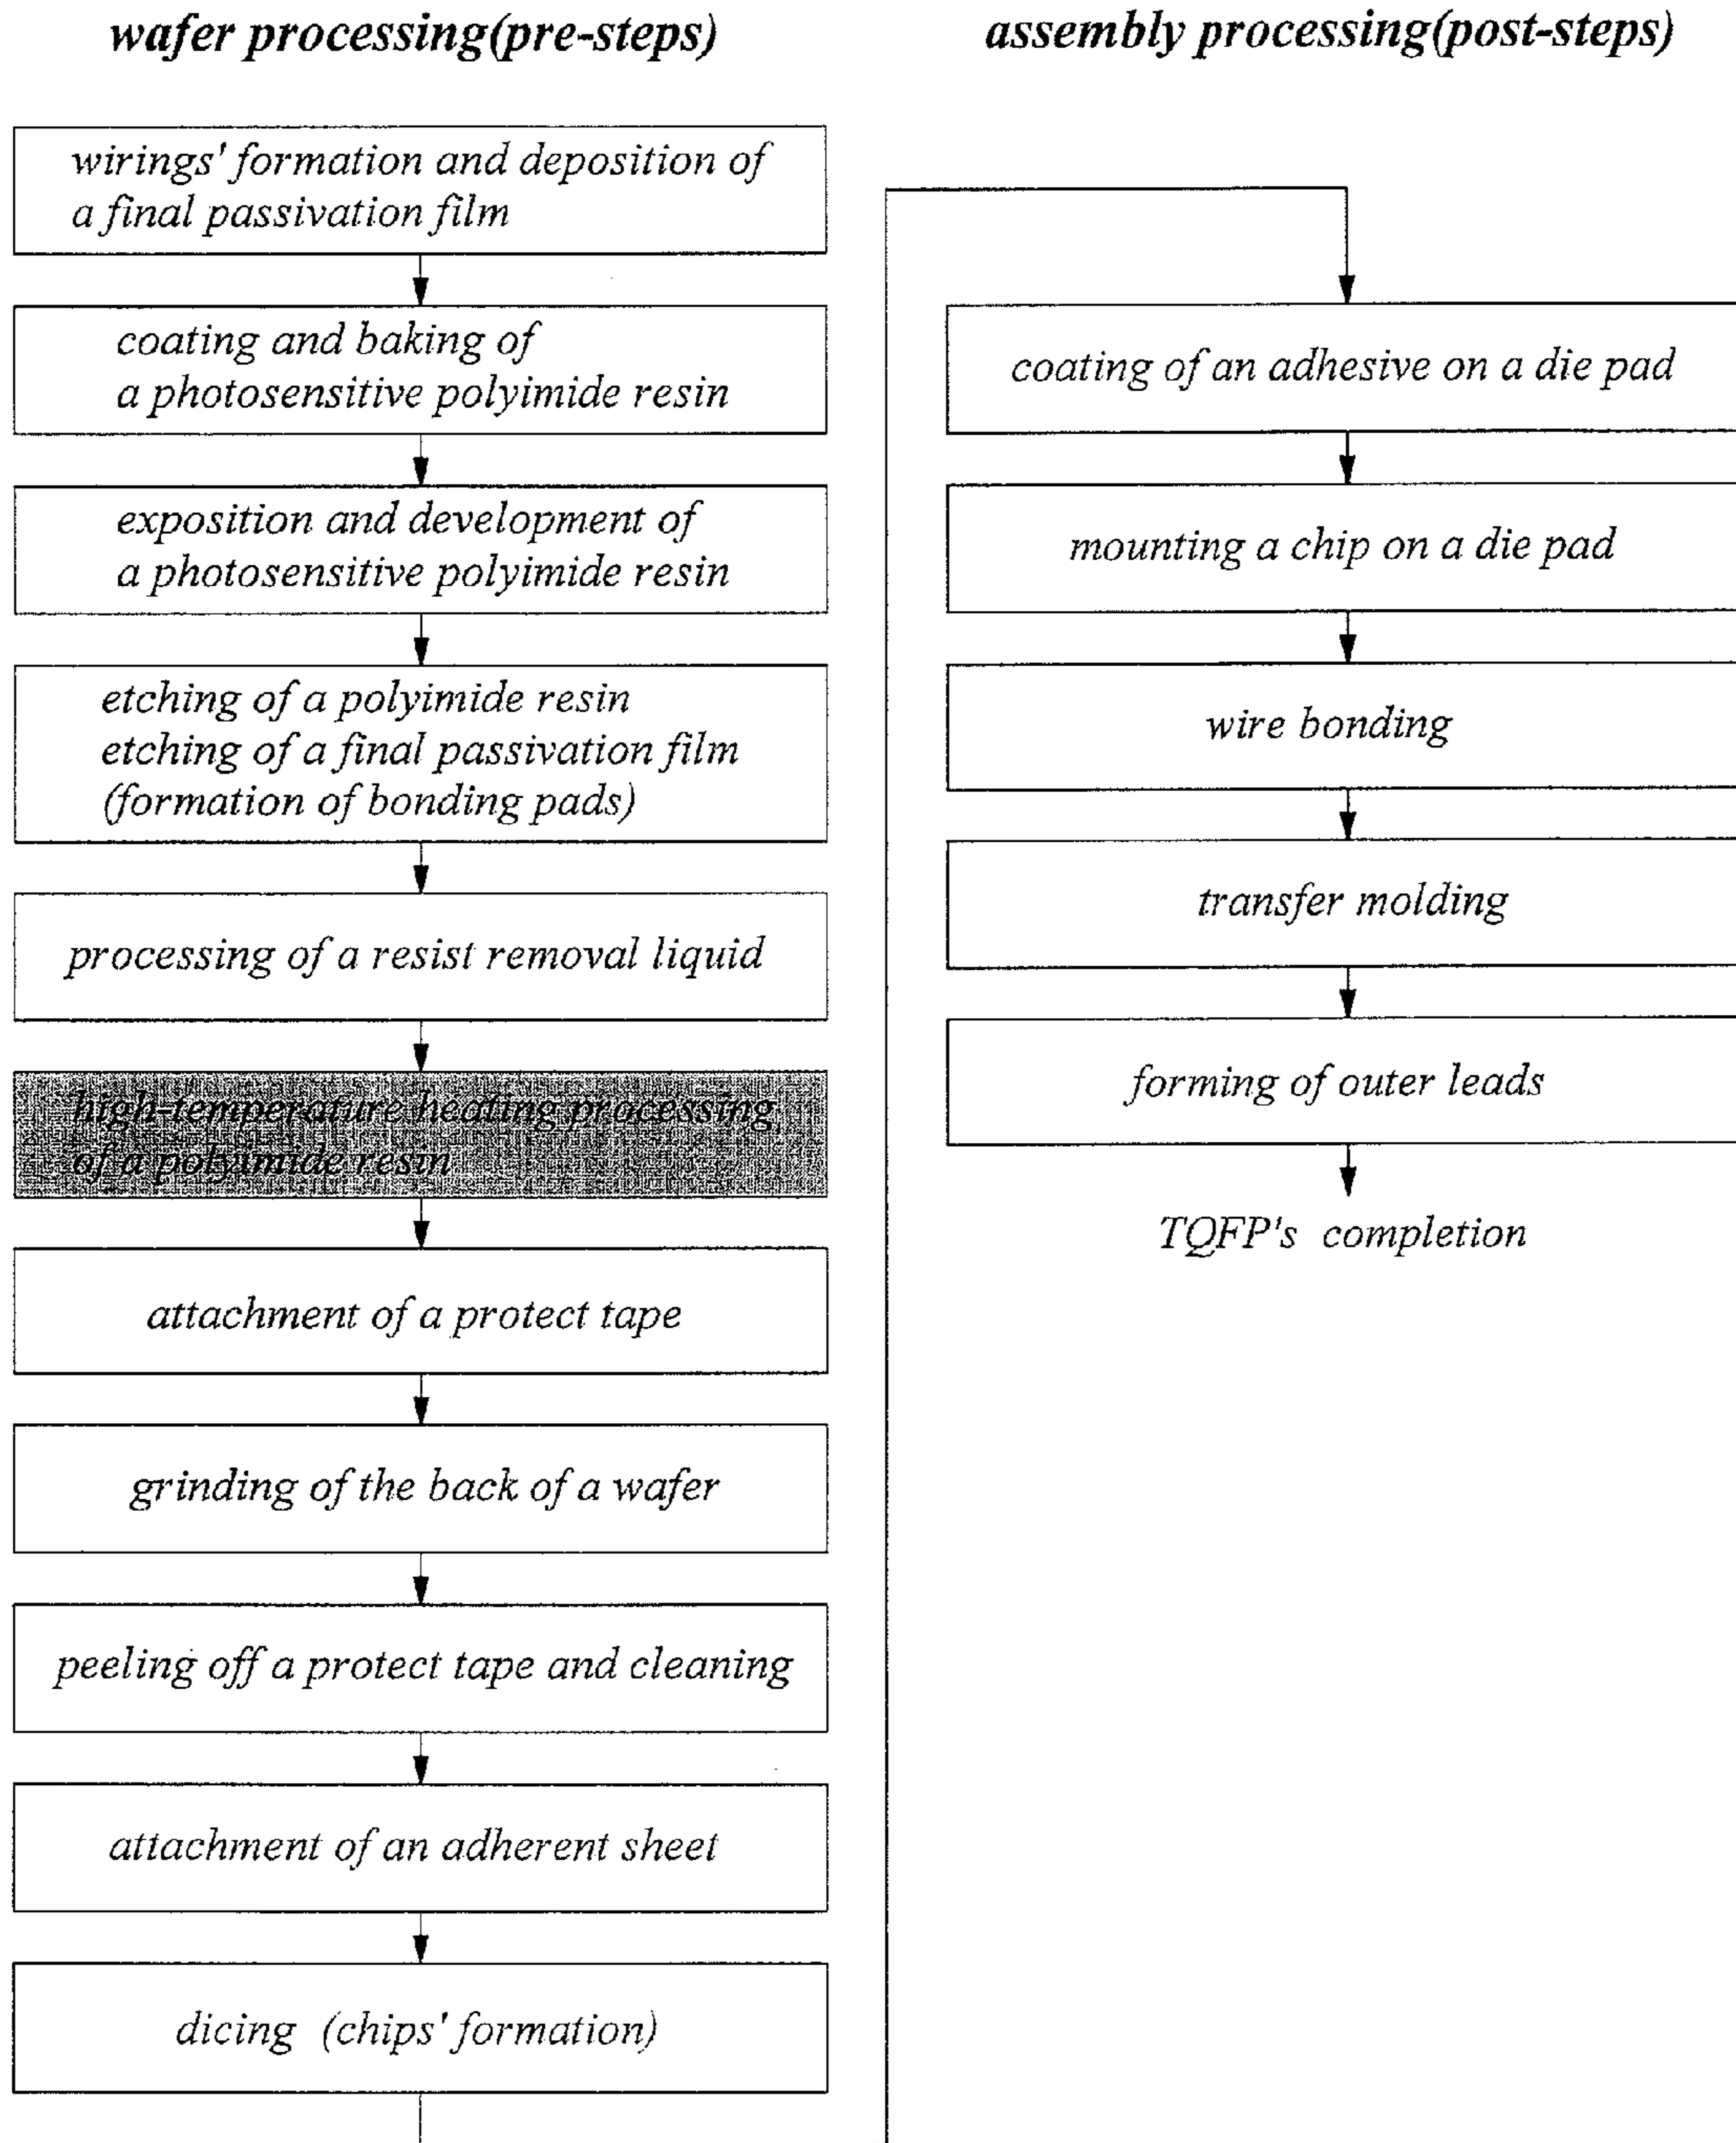 wafer processing(pre-steps)
wirings' formation and deposition of
a final passivation film
coating and baking of
a photosensitive polyimide resin
exposition and development of
a photosensitive polyimide resin
etching of a polyimide resin
etching of a final passivation film
(formation of bonding pads)
processing of a resist removal liquid
high-temperature heating processing
of a polyimide resin
attachment of a protect tape
grinding of the back of a wafer
peeling off a protect tape and cleaning
attachment of an adherent sheet
dicing (chips' formation)
assembly processing(post-steps)
coating of an adhesive on a die pad
mounting a chip on a die pad
wire bonding
transfer molding
forming of outer leads
TQFP's completion